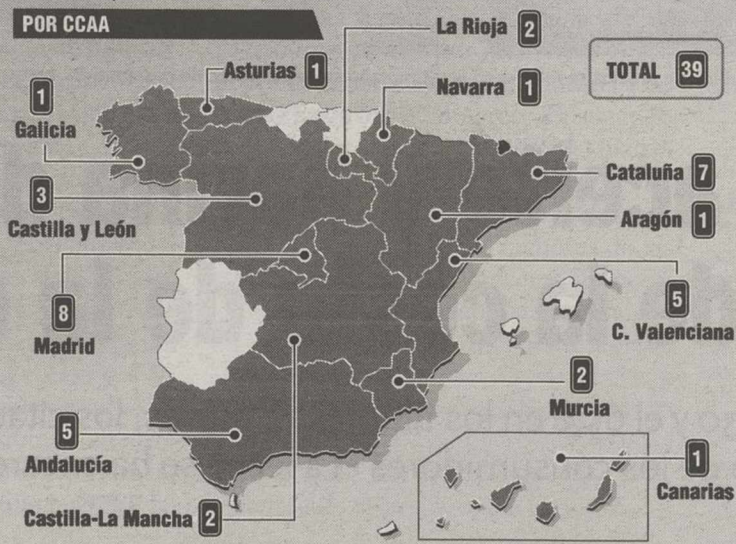 POR CCAA
La Rioja 2
Asturias 1
TOTAL 39
Navarra 1
1
Galicia
Cataluña 7
3
Castilla y León
Aragón 1
8
Madrid
5
C. Valenciana
2
Murcia
5
Andalucía
1
Canarias
Castilla-La Mancha 2